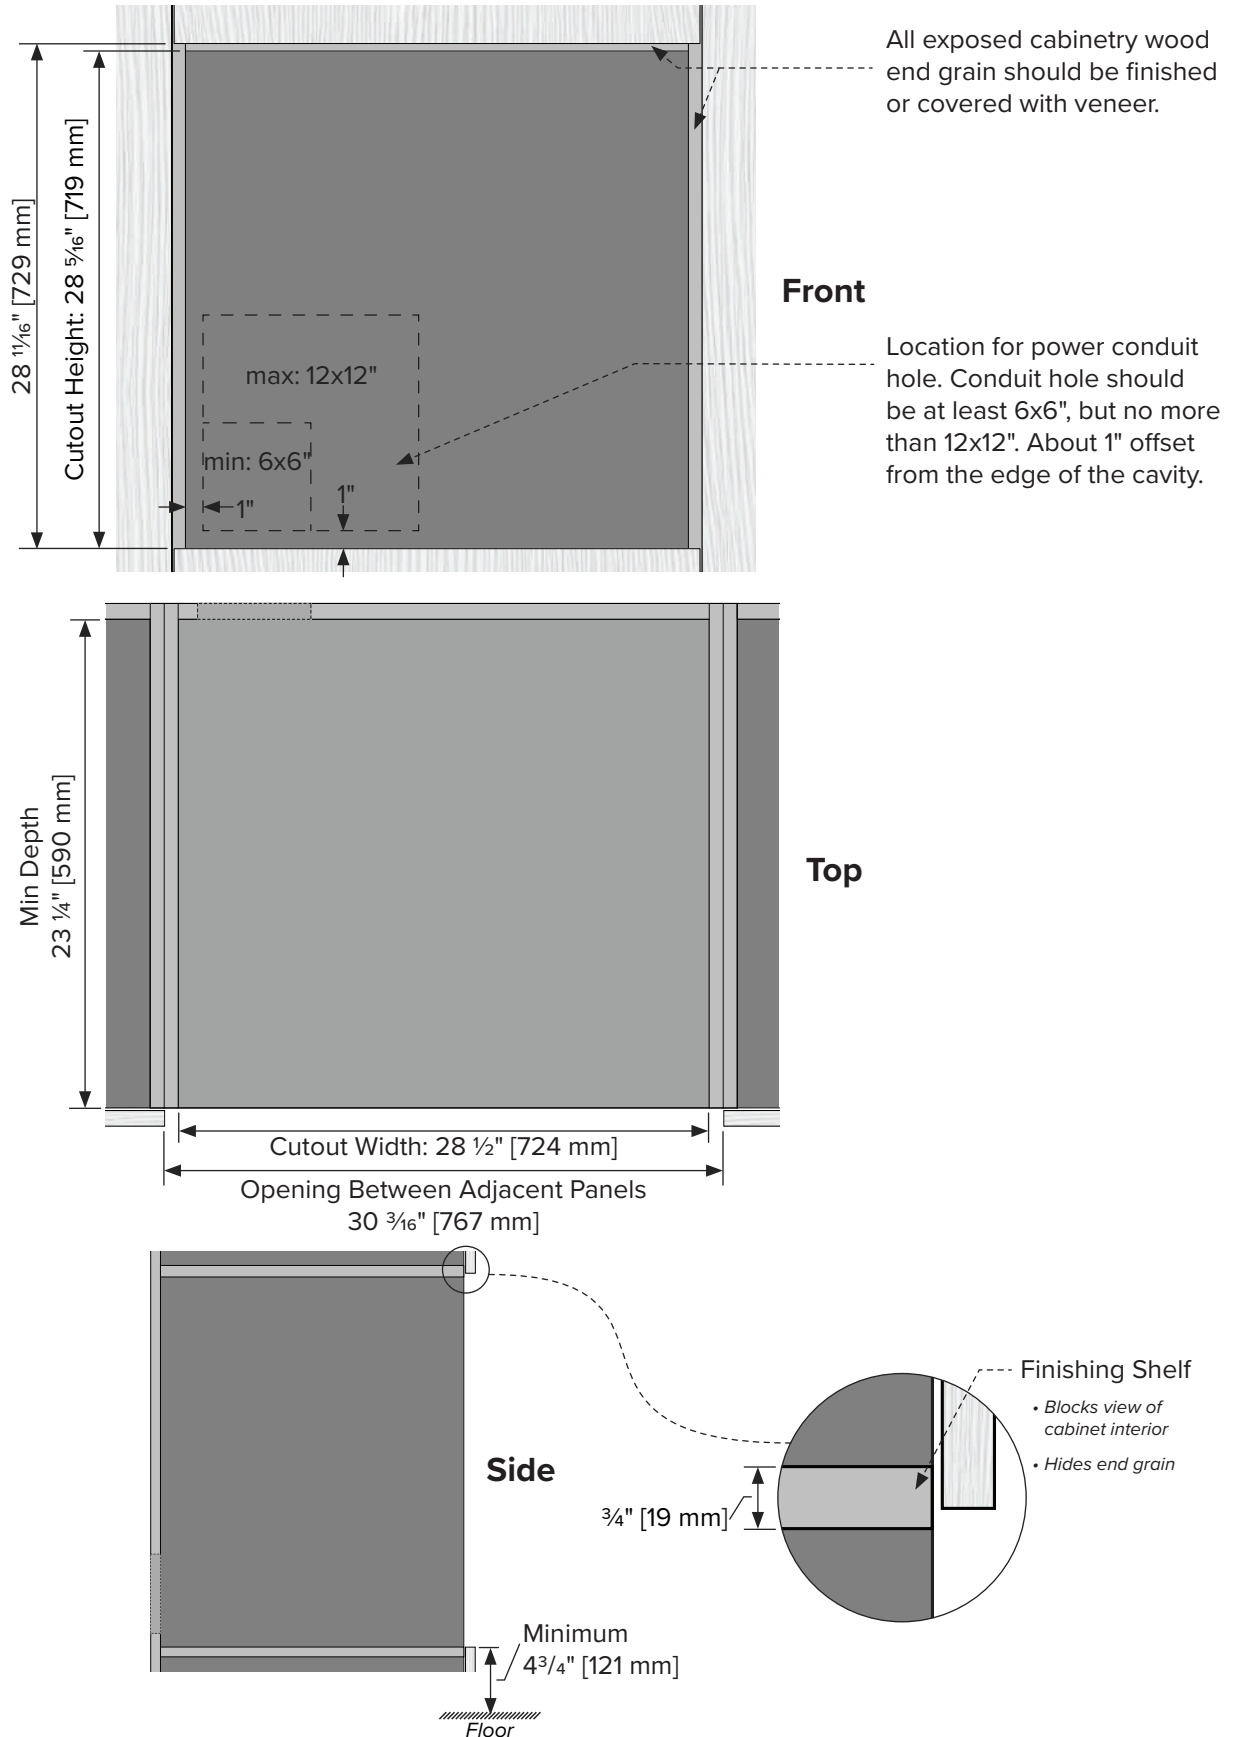 All exposed cabinetry wood
end grain should be finished
or covered with veneer.
28 11⁄16" [729 mm]
Cutout Height: 28 5⁄16" [719 mm]
Front
Location for power conduit
hole. Conduit hole should
be at least 6x6", but no more
than 12x12". About 1" offset
from the edge of the cavity.
max: 12x12"
min: 6x6"
1"
1"
Min Depth
23 ¼" [590 mm]
Top
Cutout Width: 28 ½" [724 mm]
Opening Between Adjacent Panels
30 3⁄16" [767 mm]
Side
Finishing Shelf
• Blocks view of
cabinet interior
• Hides end grain
¾" [19 mm]
Minimum
43/4" [121 mm]
Floor